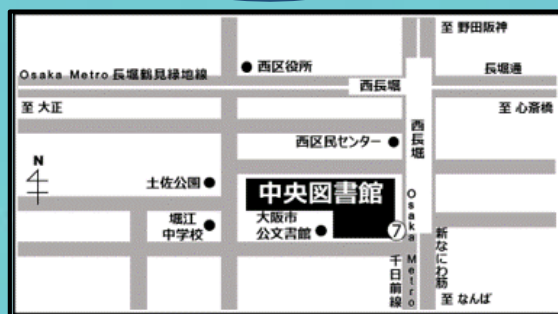 至 野田阪神
西区役所
Osaka Metro 長堀鶴見緑地線
長堀通
西長堀
至 大正
至 心斎橋
西長堀
西区民センター
N
土佐公園
中央図書館
堀江
中学校
大阪市
公文書館
⑦
Osaka Metro
千日前線
新なにわ筋
至 なんば